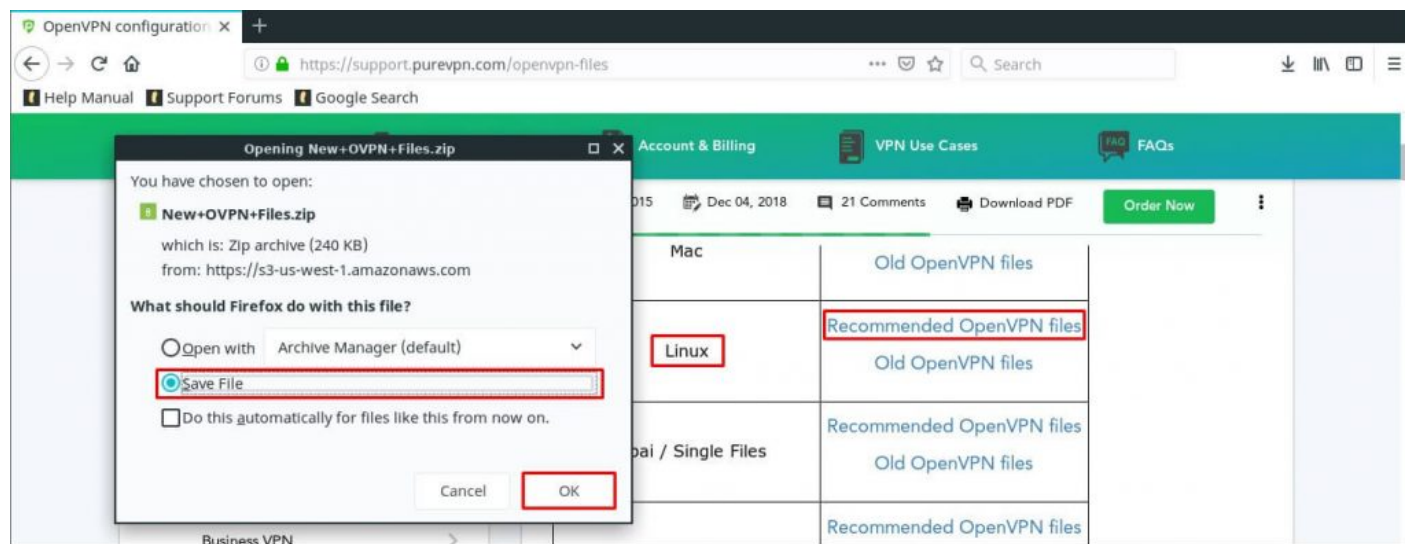 OpenVPN configuration
https://support.purevpn.com/openvpn-files
Search
Help Manual Support Forums Google Search
Account & Billing VPN Use Cases FAQ FAQs
Opening New+OVPN+Files.zip
You have chosen to open:
New+OVPN+Files.zip
which is: Zip archive (240 KB)
from: https://s3-us-west-1.amazonaws.com
What should Firefox do with this file?
Open with Archive Manager (default)
Save File
Do this automatically for files like this from now on.
Cancel OK
015 Dec 04, 2018 21 Comments Download PDF Order Now
Mac
Old OpenVPN files
Linux
Recommended OpenVPN files
Old OpenVPN files
pai / Single Files
Recommended OpenVPN files
Old OpenVPN files
Recommended OpenVPN files
Business VPN